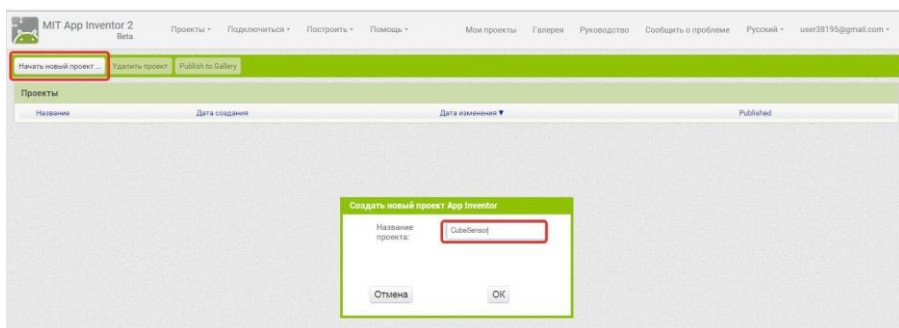 MIT App Inventor 2
Beta
Проекты Подключиться Построить Помощь Мои проекты Галерея Руководство Сообщить о проблеме Русский user38195@gmail.com
Начать новый проект ... Удалить проект Publish to Gallery
Проекты
Название Дата создания Дата изменения ▼ Published
Создать новый проект App Inventor
Название
проекта:
CubeSensor
Отмена OK